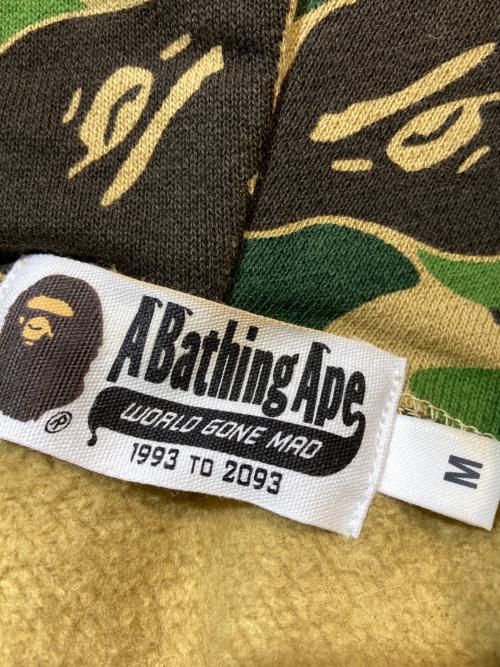 A Bathing Ape
®
WORLD GONE MAD
1993 TO 2093
M